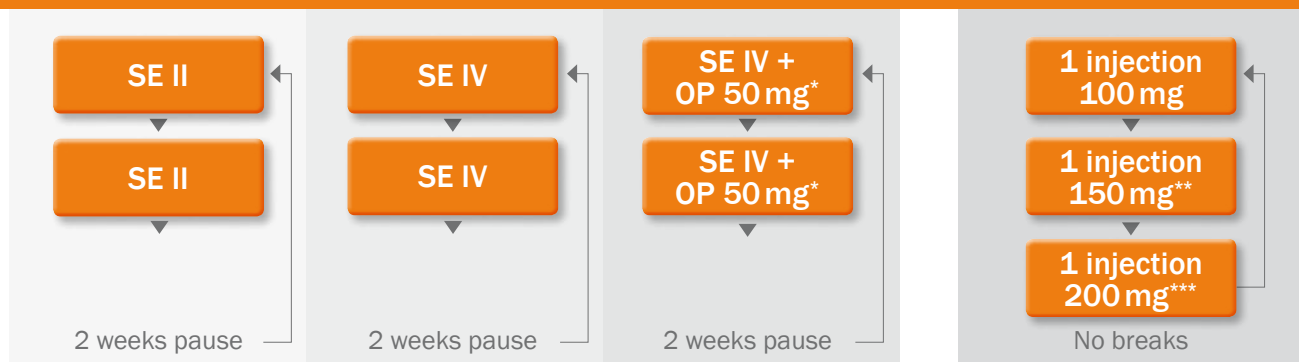 SE II
SE II
2 weeks pause
SE IV
SE IV
2 weeks pause
SE IV +
OP 50 mg*
SE IV +
OP 50 mg*
2 weeks pause
1 injection
100 mg
1 injection
150 mg**
1 injection
200 mg***
No breaks